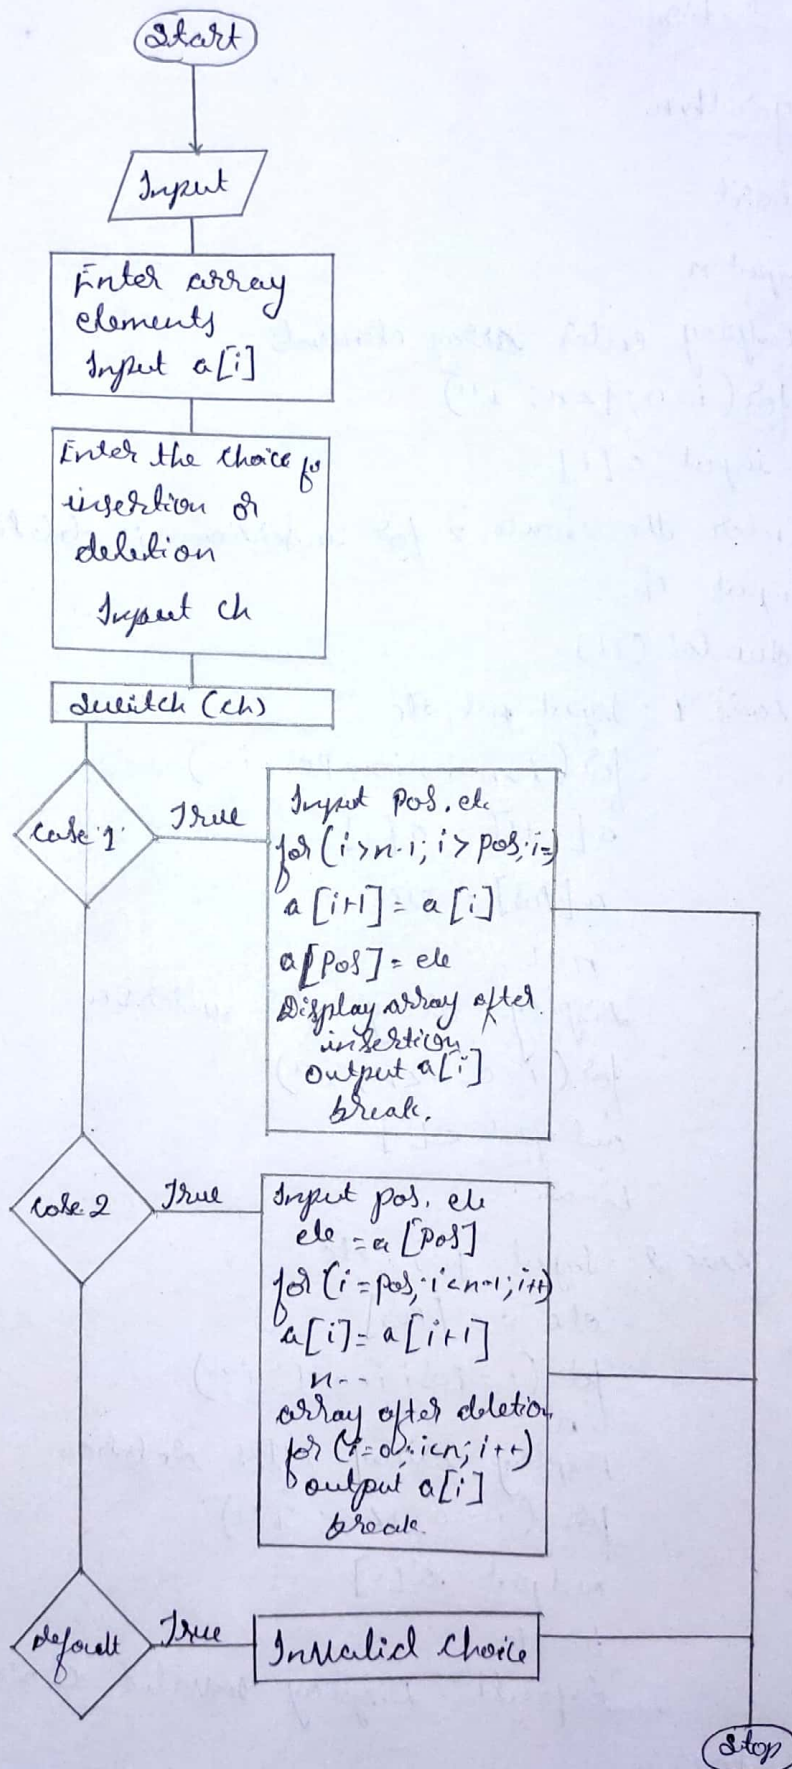 Start
Input
Enter array
elements
Input a[i]
Enter the choice for
insertion or
deletion
Input ch
switch (ch)
case 1
True
Input pos, ele
for (i>n-1; i>pos; i--)
a[i+1] = a[i]
a[pos] = ele
Display array after
insertion
output a[i]
break.
case 2
True
Input pos, ele
ele = a[pos]
for (i=pos; i<n-1; i++)
a[i] = a[i+1]
n--
array after deletion
for (i=0; i<n; i++)
output a[i]
break.
default
True
Invalid choice
Stop